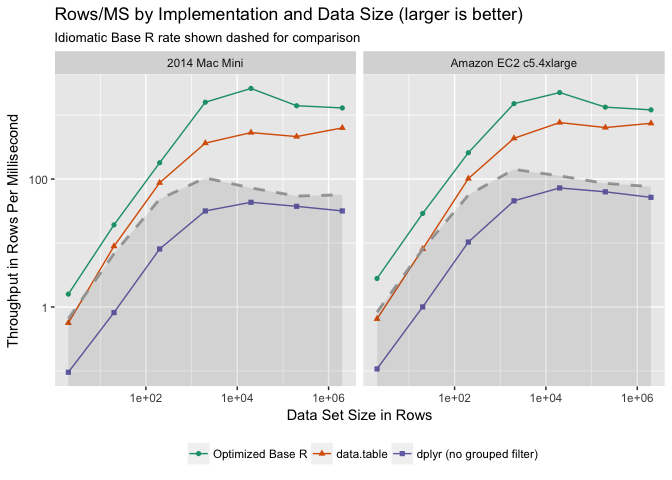 Rows/MS by Implementation and Data Size (larger is better)
Idiomatic Base R rate shown dashed for comparison
2014 Mac Mini
Amazon EC2 c5.4xlarge
Throughput in Rows Per Millisecond
100
1
1e+02
1e+04
1e+06
1e+02
1e+04
1e+06
Data Set Size in Rows
Optimized Base R
data.table
dplyr (no grouped filter)